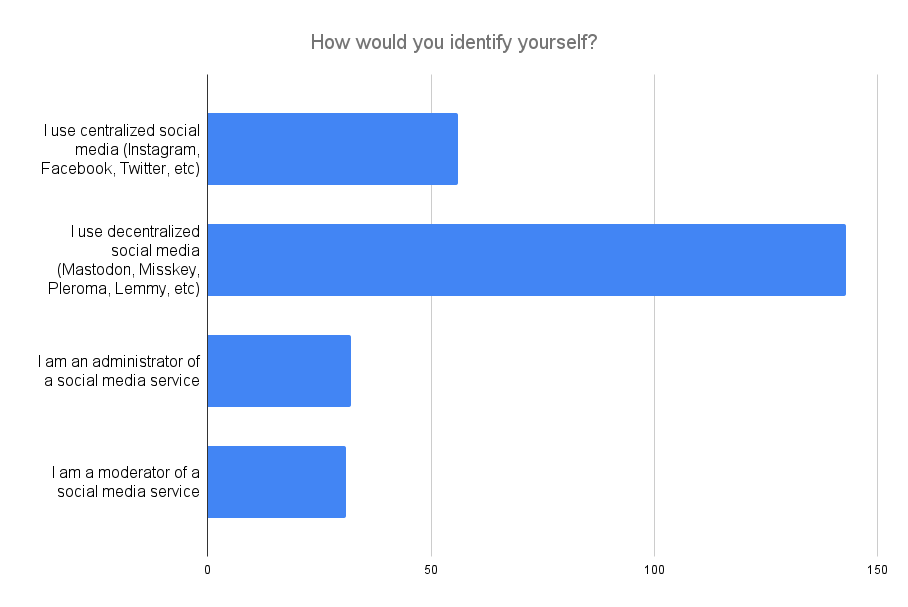 How would you identify yourself?
I use centralized social
media (Instagram,
Facebook, Twitter, etc)
I use decentralized
social media
(Mastodon, Misskey,
Pleroma, Lemmy, etc)
I am an administrator of
a social media service
I am a moderator of a
social media service
0 50 100 150